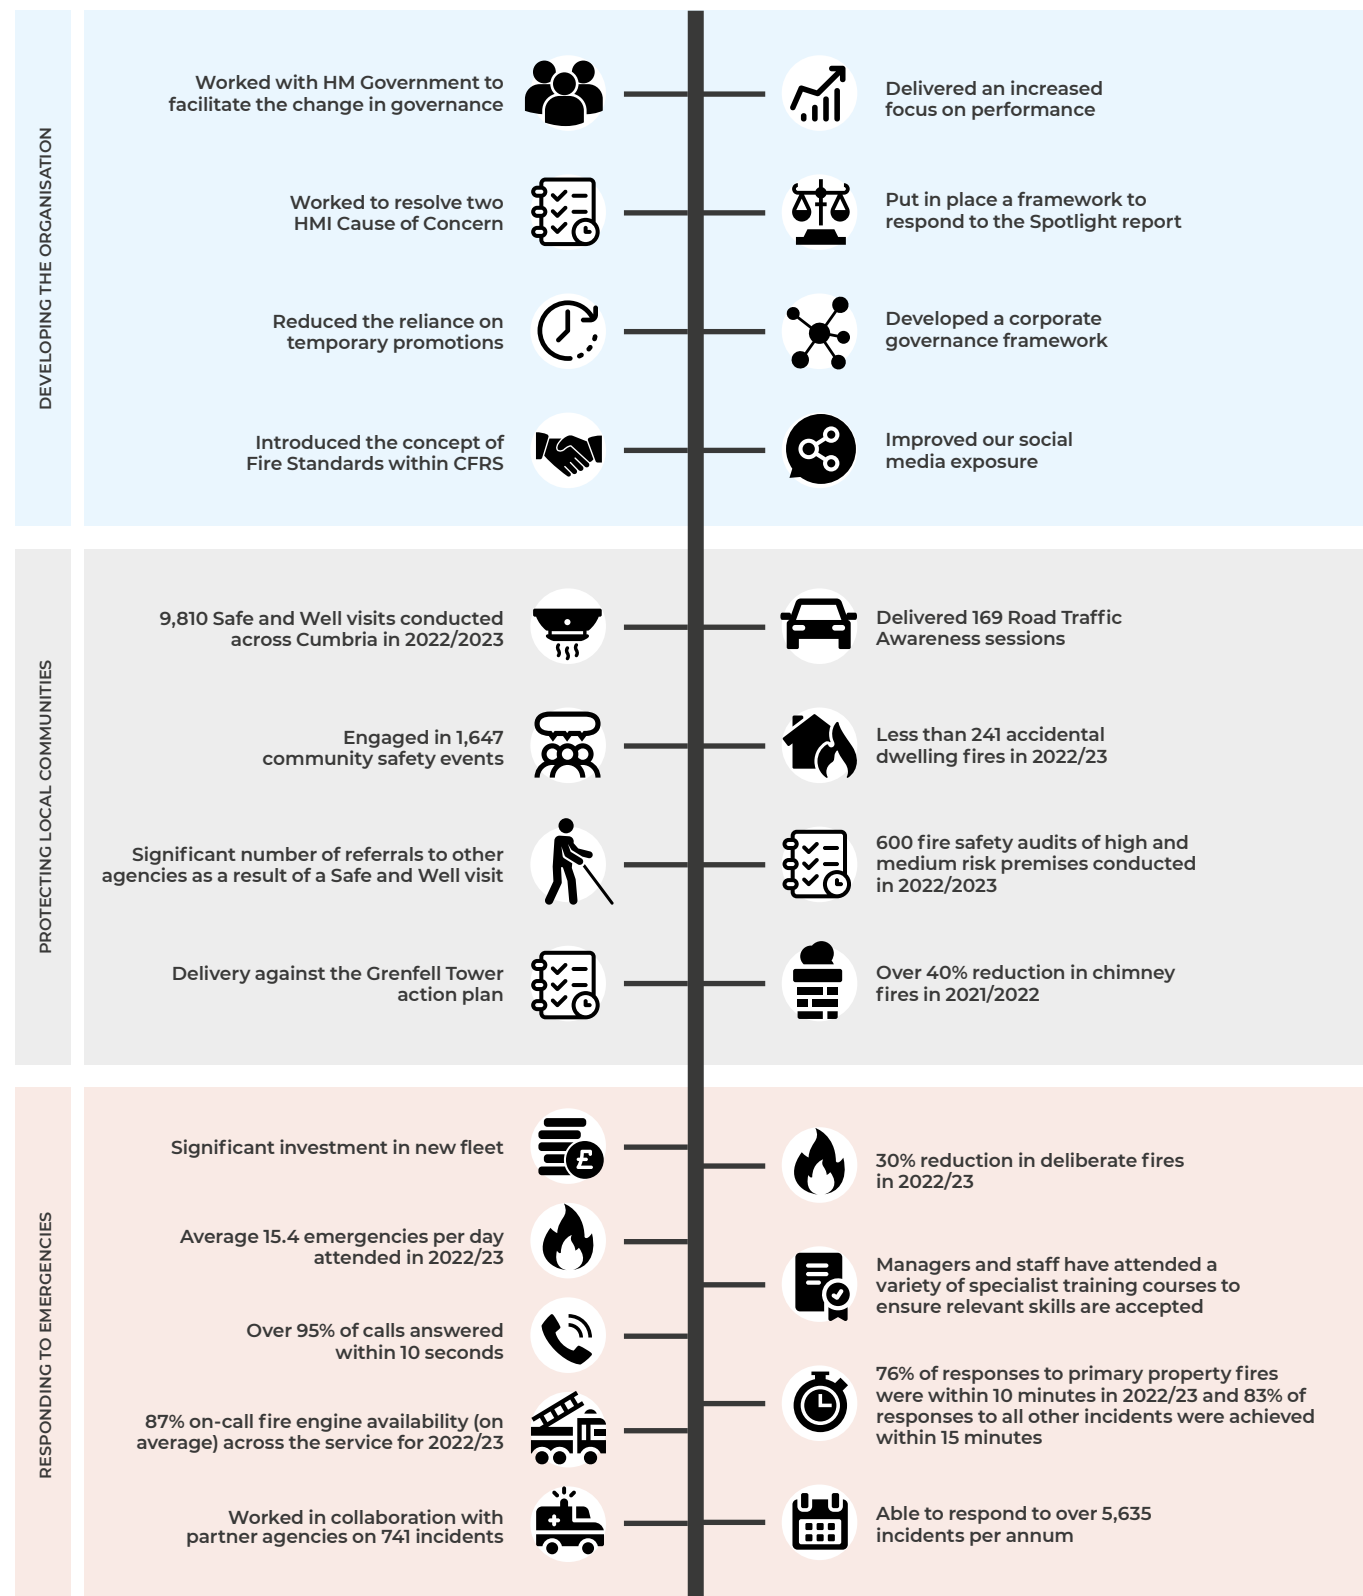 DEVELOPING THE ORGANISATION
Worked with HM Government to
facilitate the change in governance
Delivered an increased
focus on performance
Worked to resolve two
HMI Cause of Concern
Put in place a framework to
respond to the Spotlight report
Reduced the reliance on
temporary promotions
Developed a corporate
governance framework
Introduced the concept of
Fire Standards within CFRS
Improved our social
media exposure
PROTECTING LOCAL COMMUNITIES
9,810 Safe and Well visits conducted
across Cumbria in 2022/2023
Delivered 169 Road Traffic
Awareness sessions
Engaged in 1,647
community safety events
Less than 241 accidental
dwelling fires in 2022/23
Significant number of referrals to other
agencies as a result of a Safe and Well visit
600 fire safety audits of high and
medium risk premises conducted
in 2022/2023
Delivery against the Grenfell Tower
action plan
Over 40% reduction in chimney
fires in 2021/2022
RESPONDING TO EMERGENCIES
Significant investment in new fleet
£
30% reduction in deliberate fires
in 2022/23
Average 15.4 emergencies per day
attended in 2022/23
Managers and staff have attended a
variety of specialist training courses to
ensure relevant skills are accepted
Over 95% of calls answered
within 10 seconds
76% of responses to primary property fires
were within 10 minutes in 2022/23 and 83% of
responses to all other incidents were achieved
within 15 minutes
87% on-call fire engine availability (on
average) across the service for 2022/23
Worked in collaboration with
partner agencies on 741 incidents
Able to respond to over 5,635
incidents per annum